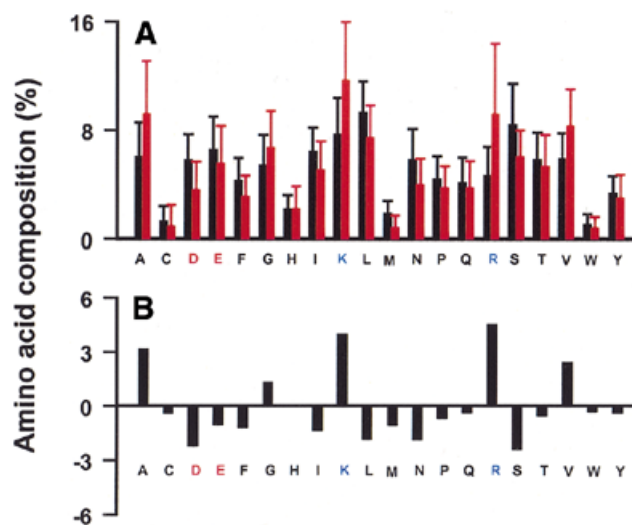 Amino acid composition (%)
A
16
8
0
A C D E F G H I K L M N P Q R S T V W Y
B
6
3
0
-3
-6
A C D E F G H I K L M N P Q R S T V W Y